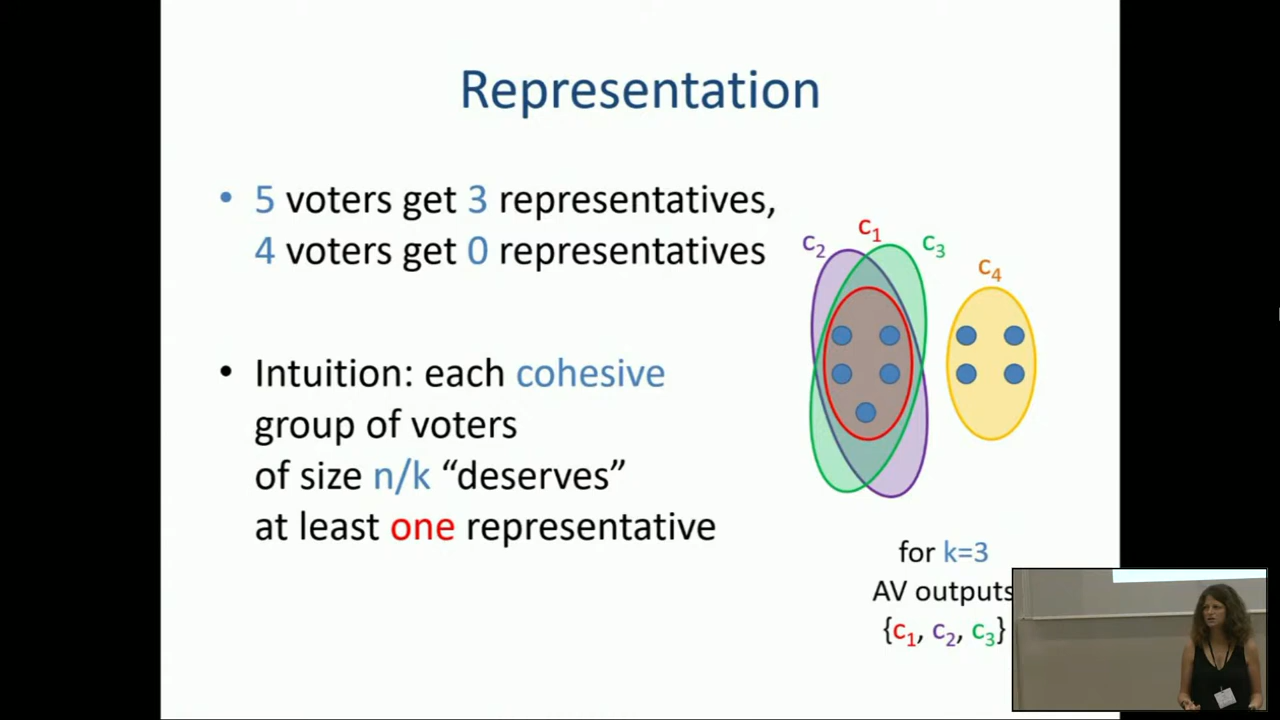 Representation
• 5 voters get 3 representatives,
4 voters get 0 representatives
• Intuition: each cohesive
group of voters
of size n/k “deserves”
at least one representative
c₂
c₁
c₃
c₄
for k=3
AV outputs
{c₁, c₂, c₃}